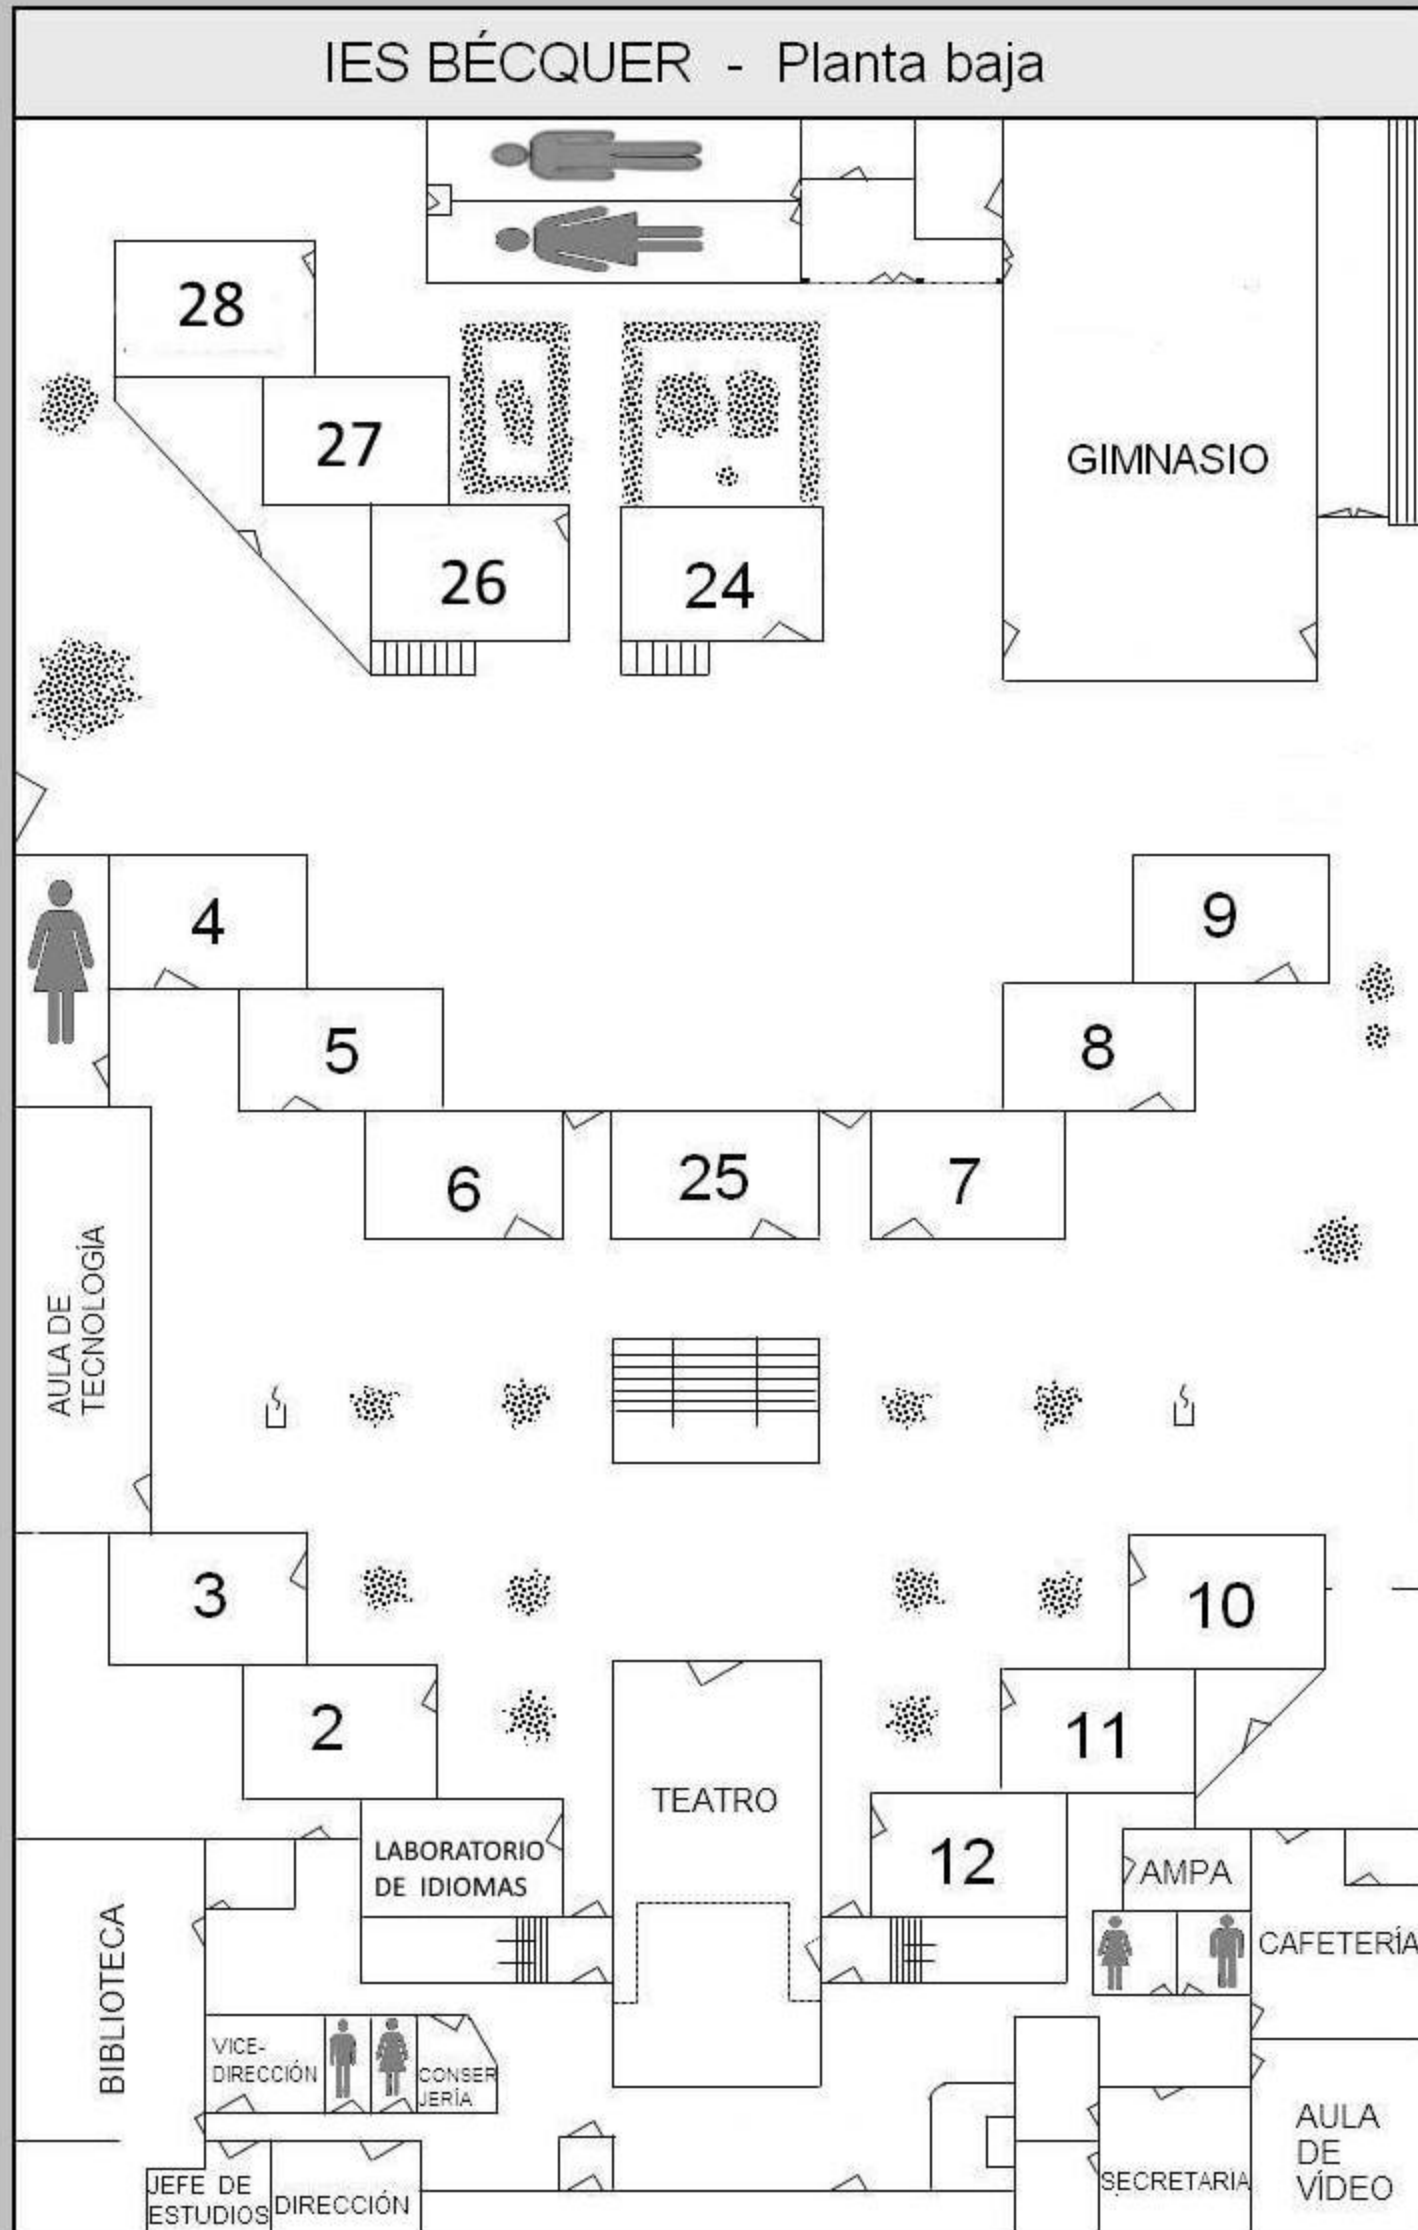 IES BÉCQUER - Planta baja
28
27
26
24
GIMNASIO
4
9
5
8
6
25
7
AULA DE
TECNOLOGÍA
3
10
2
11
TEATRO
LABORATORIO
DE IDIOMAS
12
AMPA
BIBLIOTECA
CAFETERÍA
VICE-
DIRECCIÓN
CONSER
JERÍA
AULA
DE
VÍDEO
JEFE DE
ESTUDIOS
DIRECCIÓN
SECRETARIA